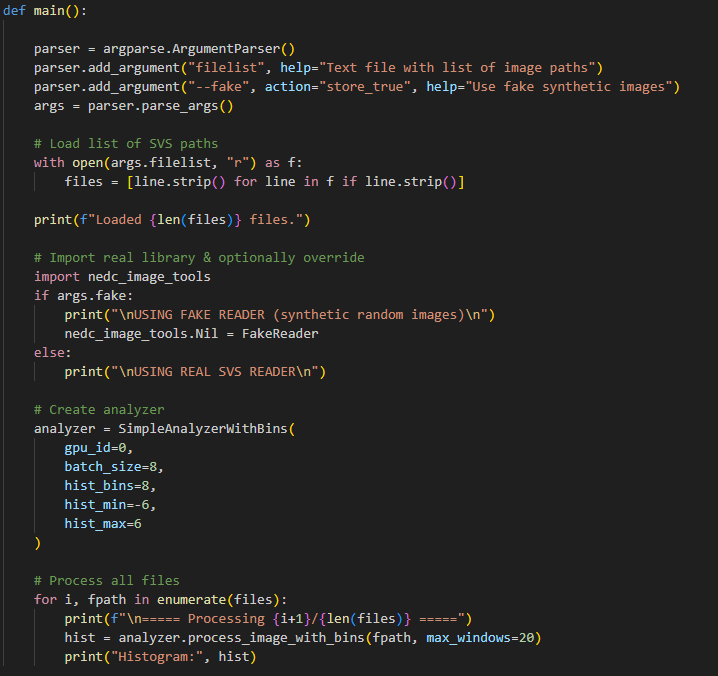 def main():
    parser = argparse.ArgumentParser()
    parser.add_argument("filelist", help="Text file with list of image paths")
    parser.add_argument("--fake", action="store_true", help="Use fake synthetic images")
    args = parser.parse_args()
    # Load list of SVS paths
    with open(args.filelist, "r") as f:
        files = [line.strip() for line in f if line.strip()]
    print(f"Loaded {len(files)} files.")
    # Import real library & optionally override
    import nedc_image_tools
    if args.fake:
        print("\nUSING FAKE READER (synthetic random images)\n")
        nedc_image_tools.Nil = FakeReader
    else:
        print("\nUSING REAL SVS READER\n")
    # Create analyzer
    analyzer = SimpleAnalyzerWithBins(
        gpu_id=0,
        batch_size=8,
        hist_bins=8,
        hist_min=-6,
        hist_max=6
    )
    # Process all files
    for i, fpath in enumerate(files):
        print(f"\n===== Processing {i+1}/{len(files)} =====")
        hist = analyzer.process_image_with_bins(fpath, max_windows=20)
        print("Histogram:", hist)